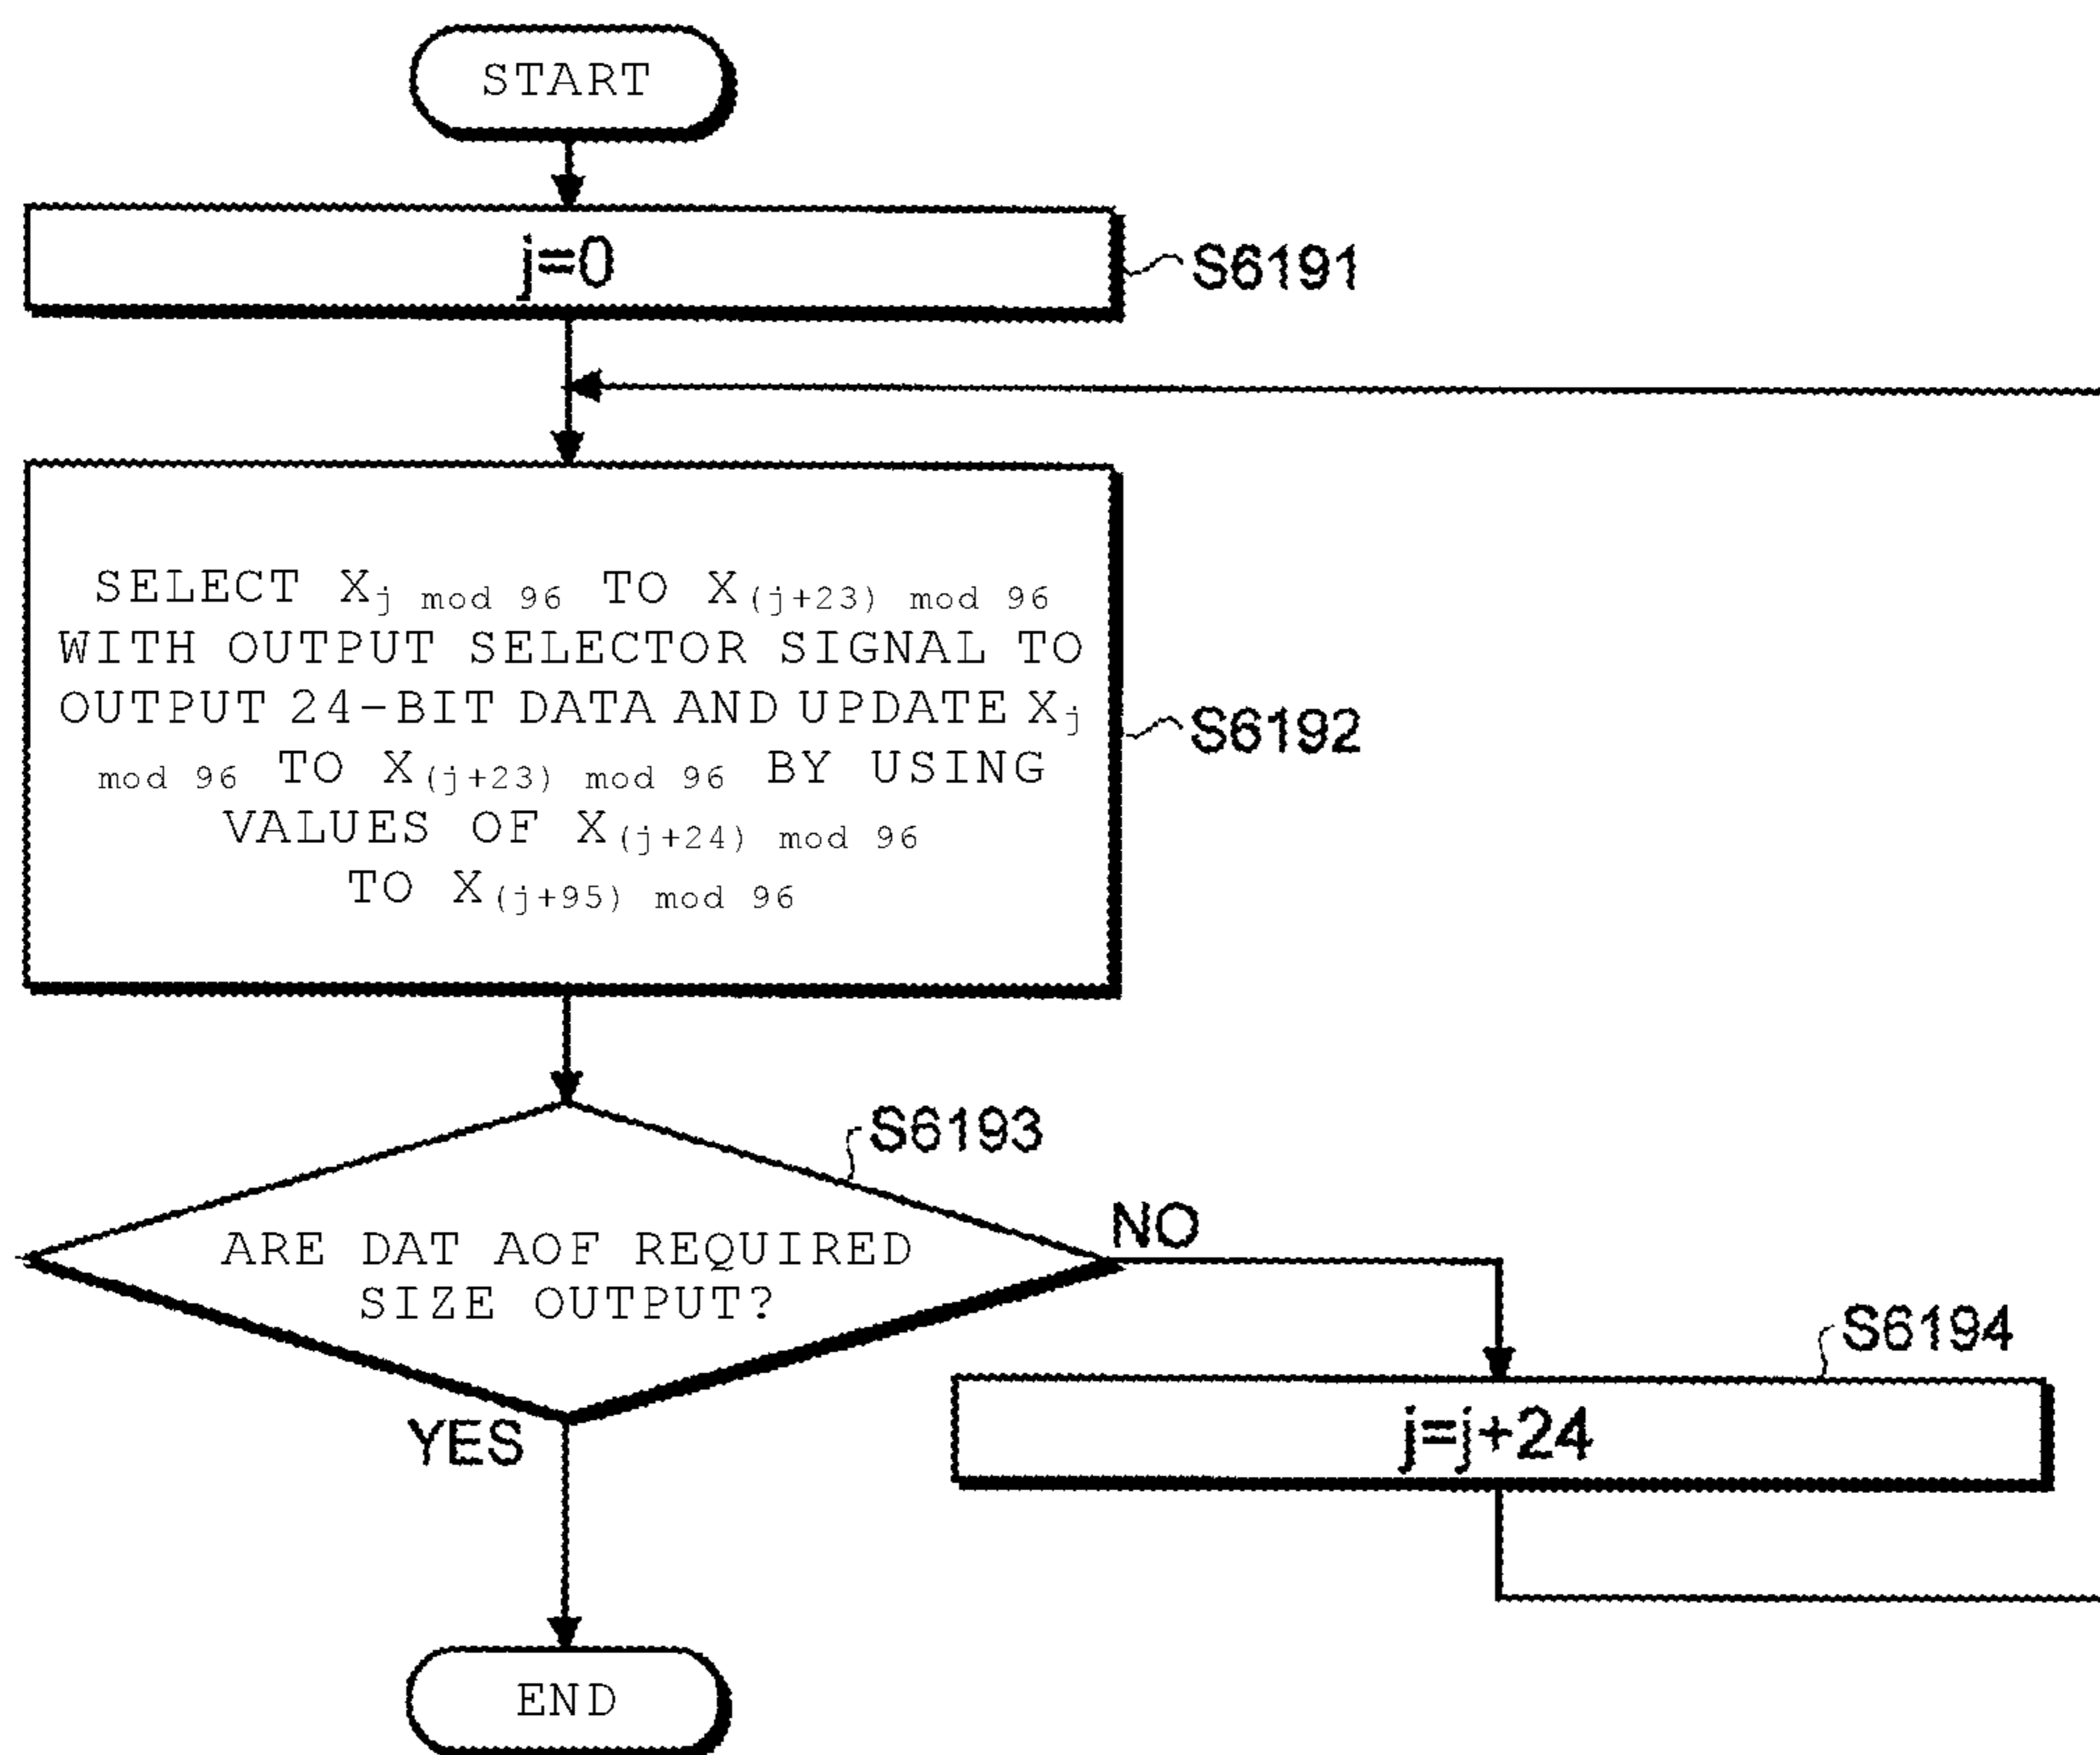 START
j=0
S6191
SELECT Xj mod 96 TO X(j+23) mod 96
WITH OUTPUT SELECTOR SIGNAL TO
OUTPUT 24-BIT DATA AND UPDATE Xj
mod 96 TO X(j+23) mod 96 BY USING
VALUES OF X(j+24) mod 96
TO X(j+95) mod 96
S6192
S6193
ARE DAT AOF REQUIRED
SIZE OUTPUT?
NO
YES
S6194
j=j+24
END